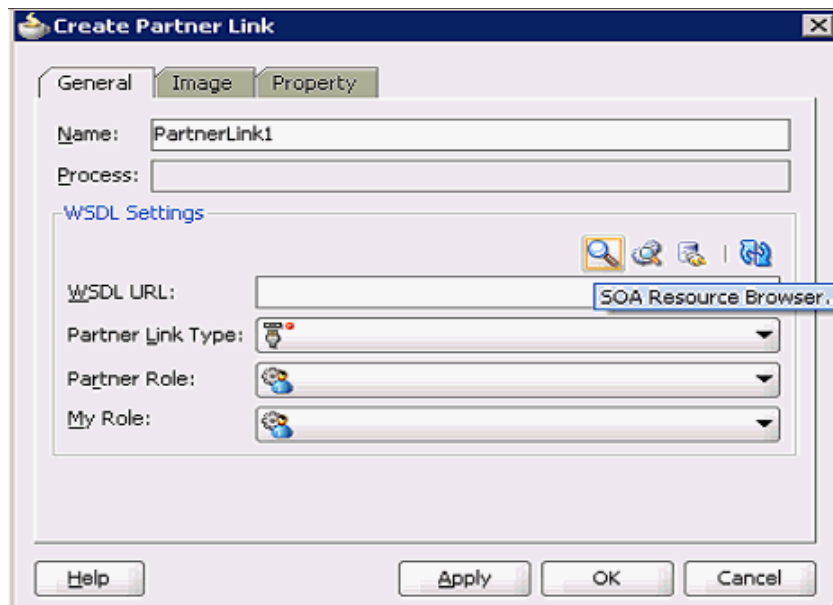 Create Partner Link
General Image Property
Name: PartnerLink1
Process:
WSDL Settings
WSDL URL:
SOA Resource Browser.
Partner Link Type:
Partner Role:
My Role:
Help Apply OK Cancel